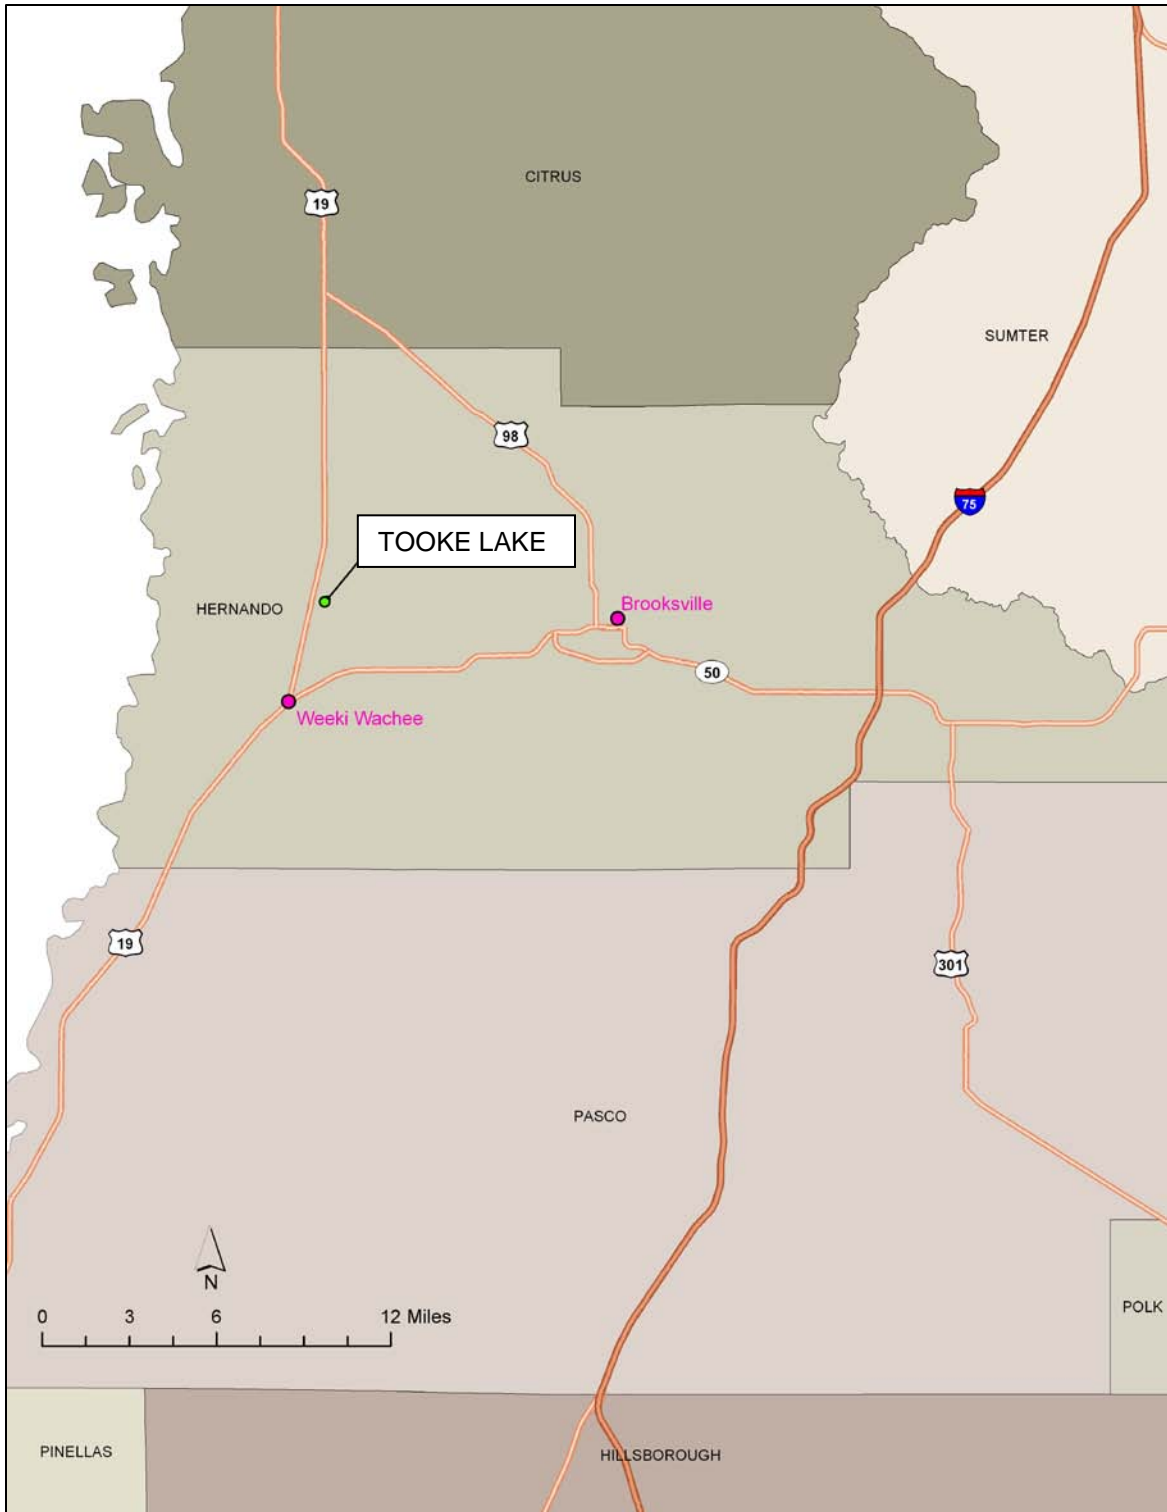 CITRUS
19
SUMTER
98
75
TOOKE LAKE
HERNANDO
Brooksville
50
Weeki Wachee
19
301
PASCO
N
0 3 6 12 Miles
POLK
PINELLAS
HILLSBOROUGH